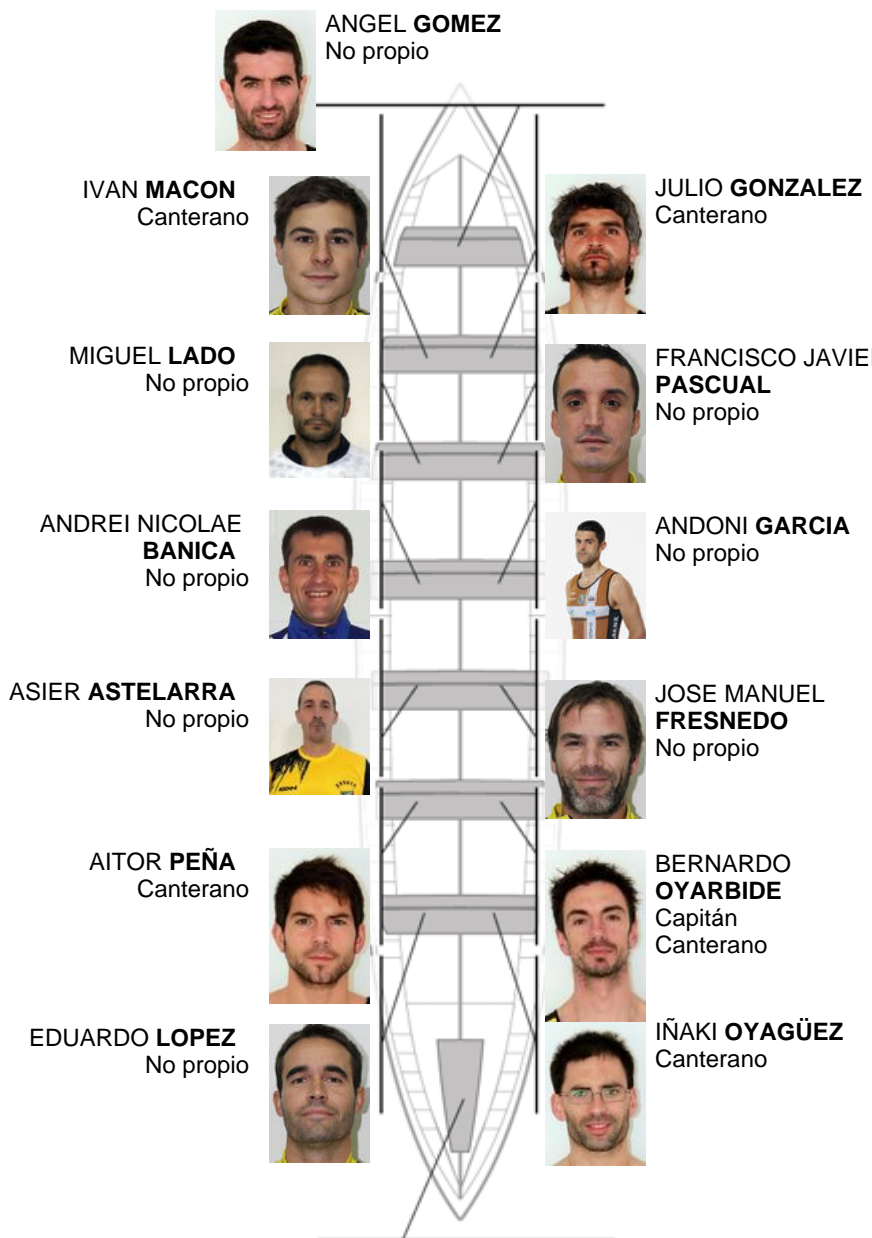 ANGEL GOMEZ
No propio
IVAN MACON
Canterano
JULIO GONZALEZ
Canterano
MIGUEL LADO
No propio
FRANCISCO JAVIE
PASCUAL
No propio
ANDREI NICOLAE
BANICA
No propio
ANDONI GARCIA
No propio
ASIER ASTELARRA
No propio
JOSE MANUEL
FRESNEDO
No propio
AITOR PEÑA
Canterano
BERNARDO
OYARBIDE
Capitán
Canterano
EDUARDO LOPEZ
No propio
IÑAKI OYAGÜEZ
Canterano